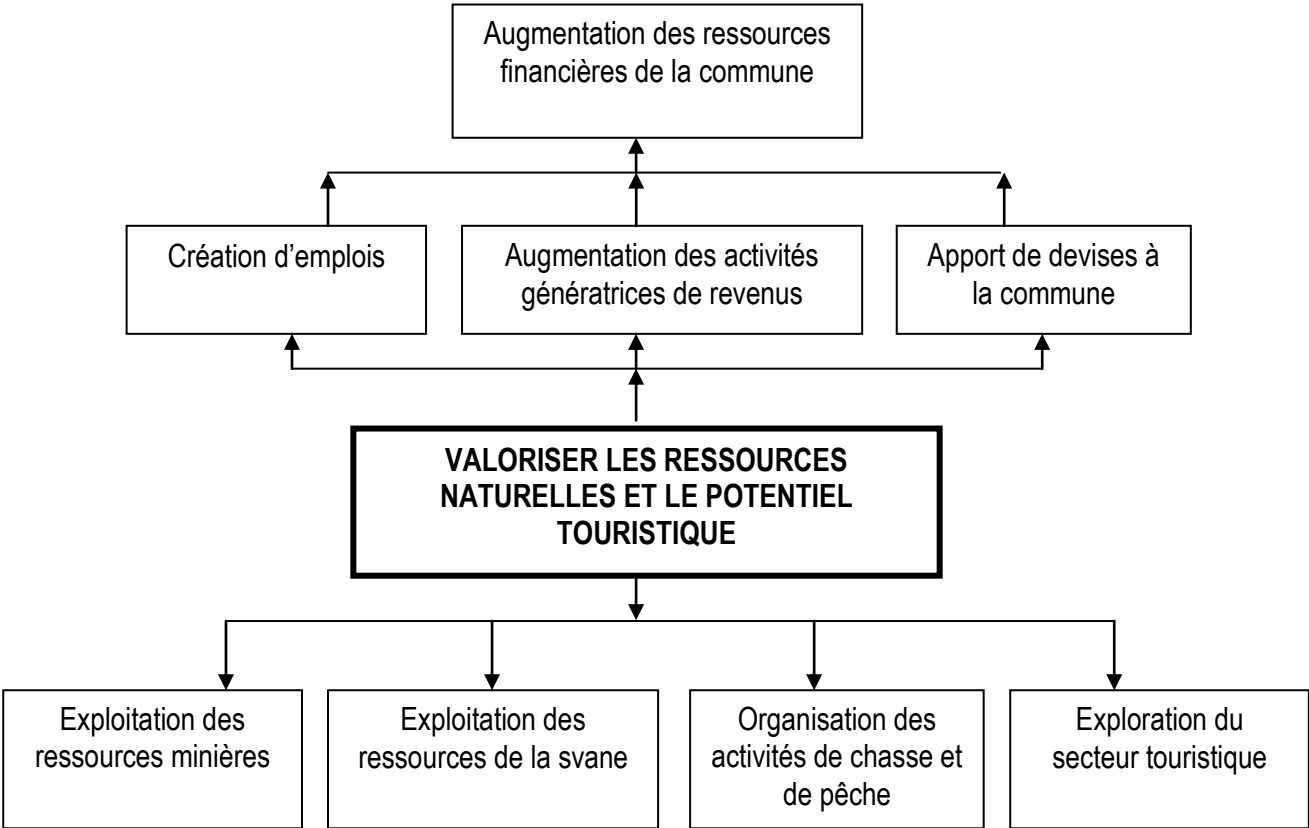 Augmentation des ressources
financières de la commune
Création d’emplois
Augmentation des activités
génératrices de revenus
Apport de devises à
la commune
VALORISER LES RESSOURCES
NATURELLES ET LE POTENTIEL
TOURISTIQUE
Exploitation des
ressources minières
Exploitation des
ressources de la svane
Organisation des
activités de chasse et
de pêche
Exploration du
secteur touristique